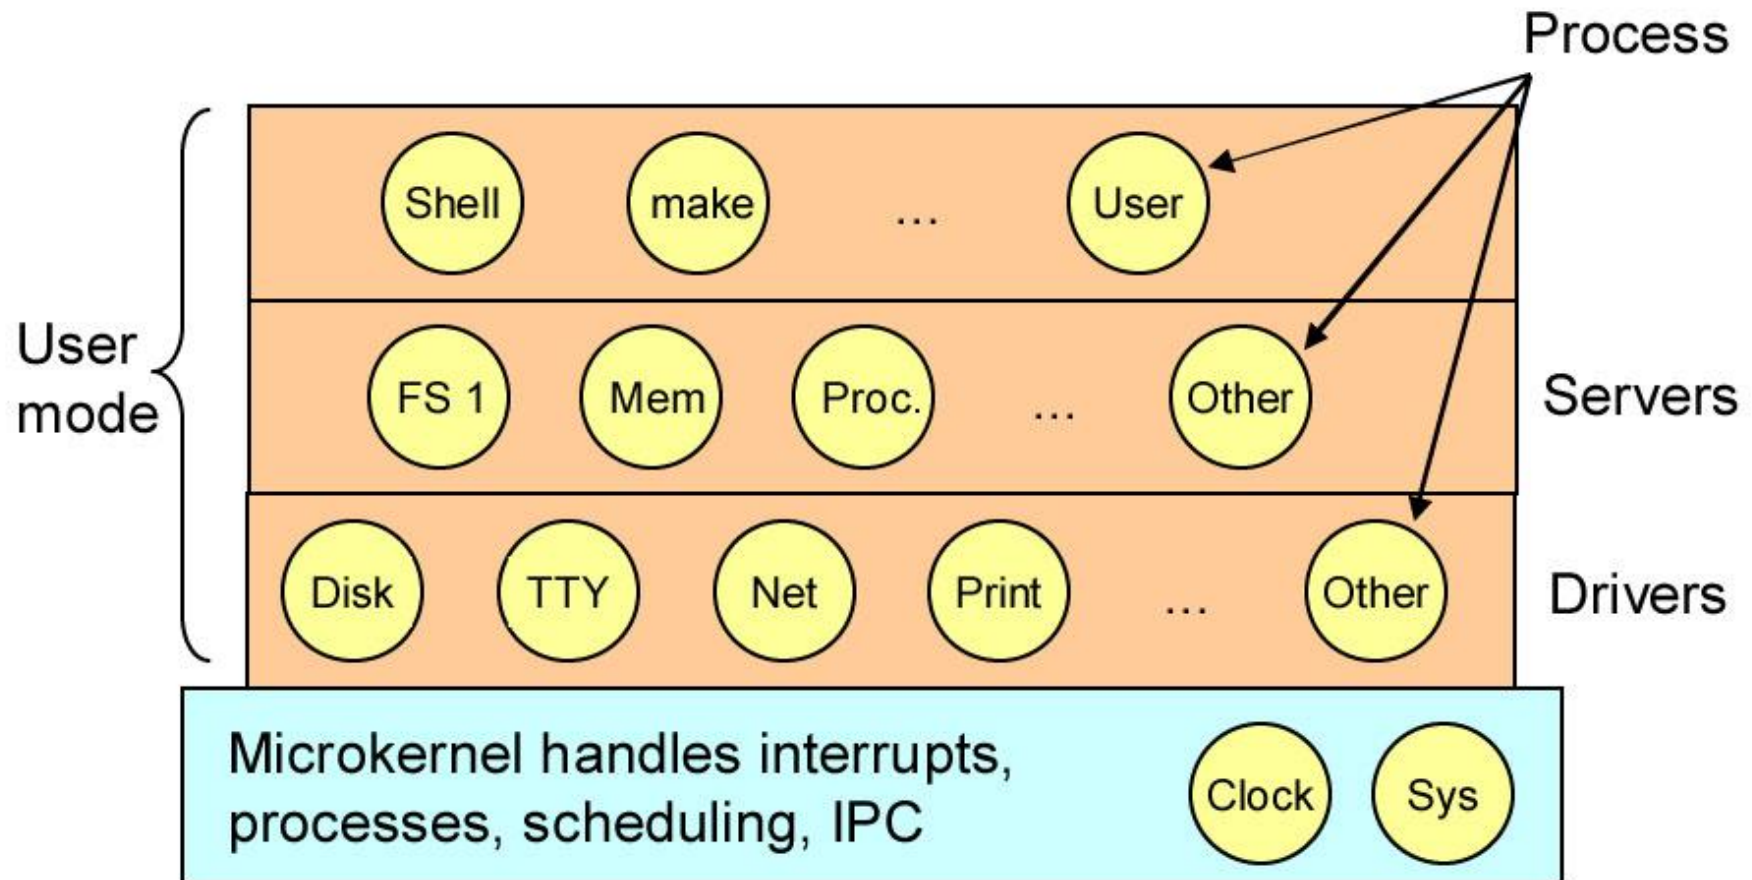 Process
Shell make ... User
User
mode
FS 1 Mem Proc. ... Other
Servers
Disk TTY Net Print ... Other
Drivers
Microkernel handles interrupts,
processes, scheduling, IPC
Clock Sys